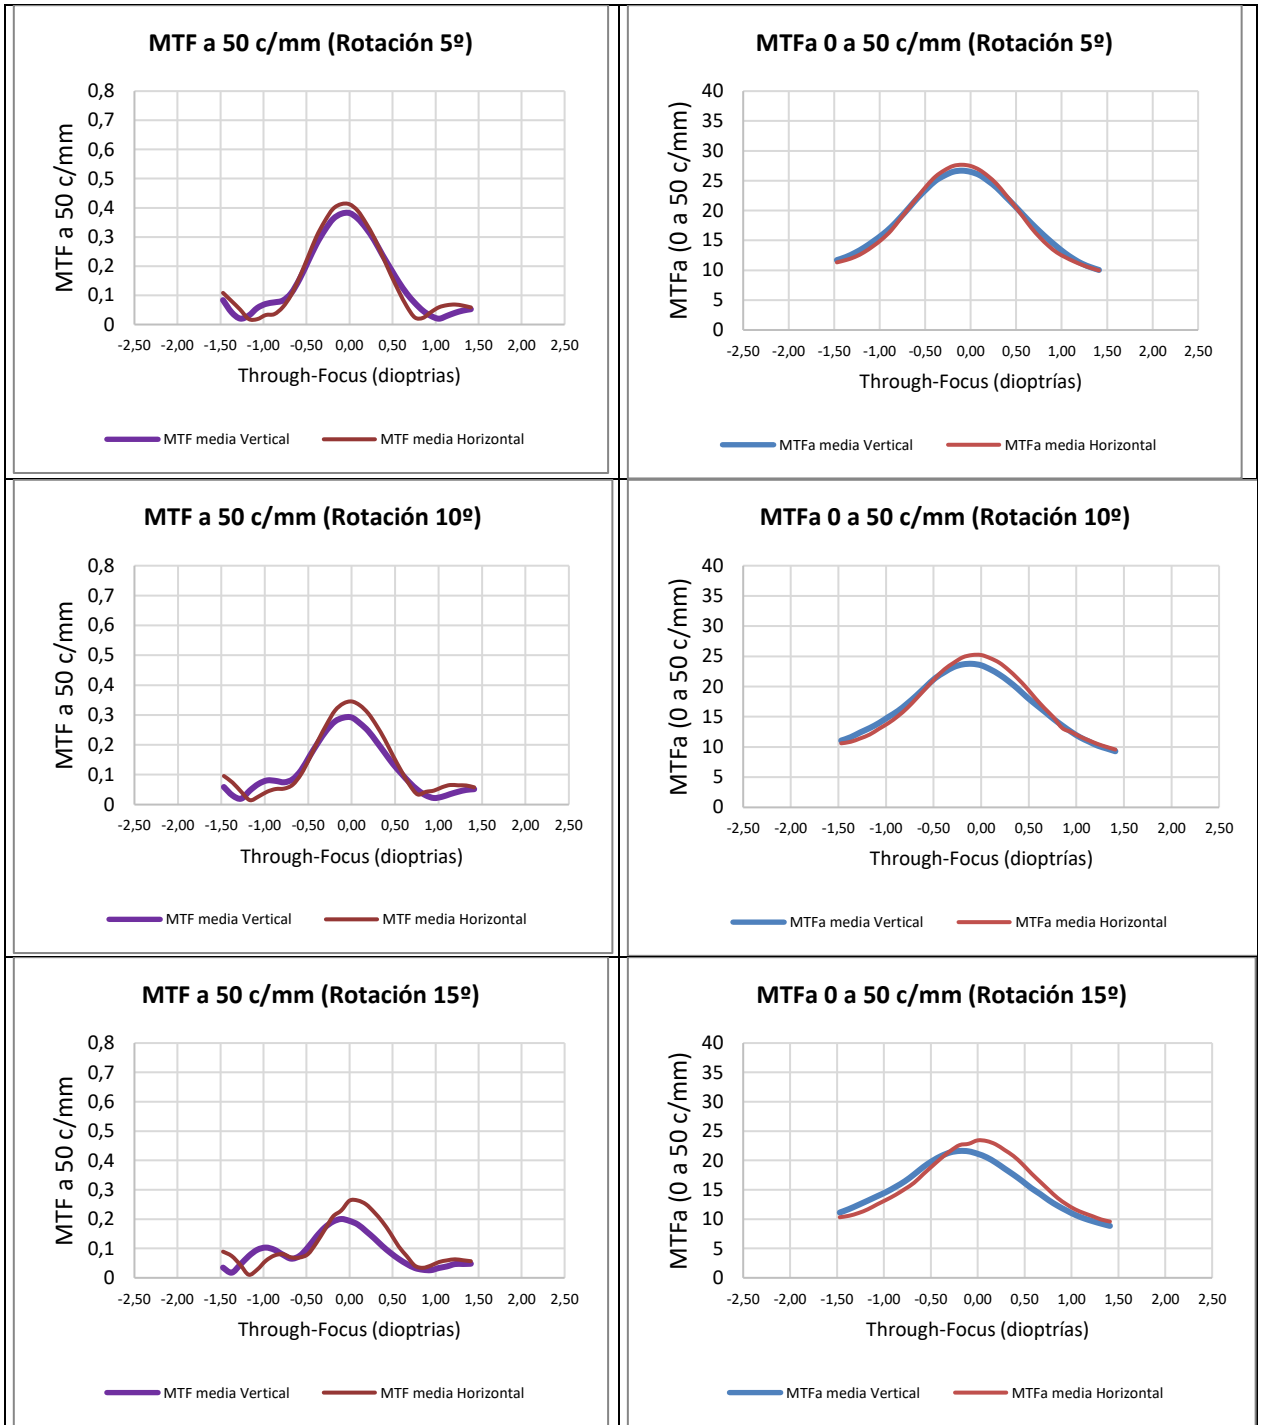 MTF a 50 c/mm (Rotación 5º)
MTF a 50 c/mm
0,8
0,7
0,6
0,5
0,4
0,3
0,2
0,1
0
-2,50 -2,00 -1,50 -1,00 -0,50 0,00 0,50 1,00 1,50 2,00 2,50
Through-Focus (dioptrias)
MTF media Vertical MTF media Horizontal
MTFa 0 a 50 c/mm (Rotación 5º)
MTFa (0 a 50 c/mm)
40
35
30
25
20
15
10
5
0
-2,50 -2,00 -1,50 -1,00 -0,50 0,00 0,50 1,00 1,50 2,00 2,50
Through-Focus (dioptrías)
MTFa media Vertical MTFa media Horizontal
MTF a 50 c/mm (Rotación 10º)
MTF a 50 c/mm
0,8
0,7
0,6
0,5
0,4
0,3
0,2
0,1
0
-2,50 -2,00 -1,50 -1,00 -0,50 0,00 0,50 1,00 1,50 2,00 2,50
Through-Focus (dioptrias)
MTF media Vertical MTF media Horizontal
MTFa 0 a 50 c/mm (Rotación 10º)
MTFa (0 a 50 c/mm)
40
35
30
25
20
15
10
5
0
-2,50 -2,00 -1,50 -1,00 -0,50 0,00 0,50 1,00 1,50 2,00 2,50
Through-Focus (dioptrías)
MTFa media Vertical MTFa media Horizontal
MTF a 50 c/mm (Rotación 15º)
MTF a 50 c/mm
0,8
0,7
0,6
0,5
0,4
0,3
0,2
0,1
0
-2,50 -2,00 -1,50 -1,00 -0,50 0,00 0,50 1,00 1,50 2,00 2,50
Through-Focus (dioptrias)
MTF media Vertical MTF media Horizontal
MTFa 0 a 50 c/mm (Rotación 15º)
MTFa (0 a 50 c/mm)
40
35
30
25
20
15
10
5
0
-2,50 -2,00 -1,50 -1,00 -0,50 0,00 0,50 1,00 1,50 2,00 2,50
Through-Focus (dioptrías)
MTFa media Vertical MTFa media Horizontal